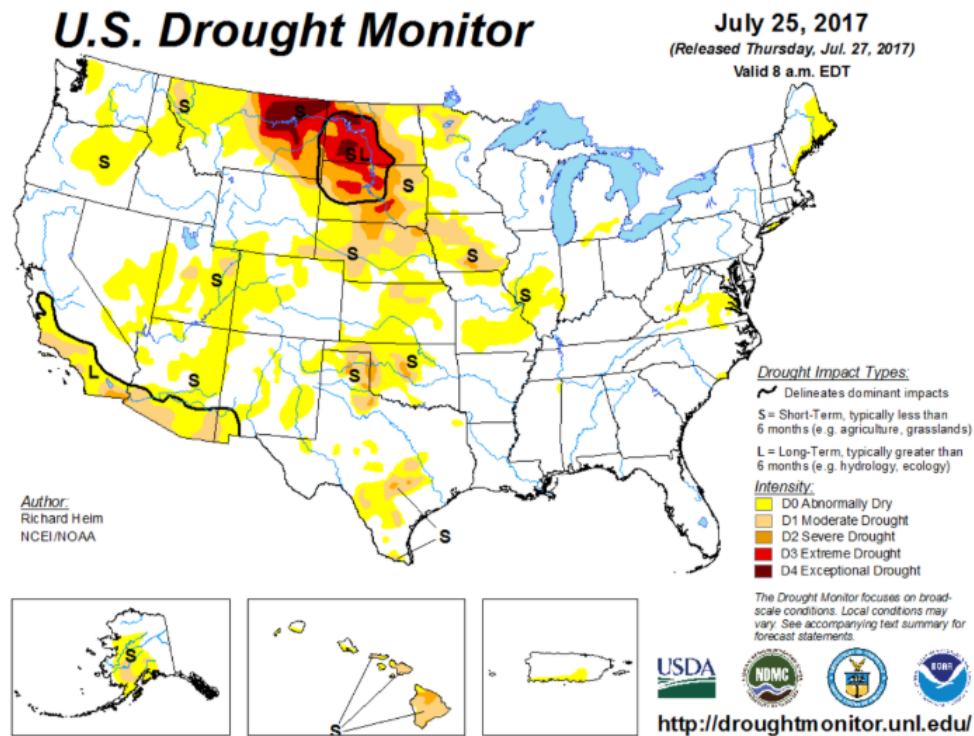 U.S. Drought Monitor
July 25, 2017
(Released Thursday, Jul. 27, 2017)
Valid 8 a.m. EDT
S
S
S
S L
S
S
S
S
S
L
S
S
S
S
Drought Impact Types:
Delineates dominant impacts
S = Short-Term, typically less than
6 months (e.g. agriculture, grasslands)
L = Long-Term, typically greater than
6 months (e.g. hydrology, ecology)
Intensity:
D0 Abnormally Dry
D1 Moderate Drought
D2 Severe Drought
D3 Extreme Drought
D4 Exceptional Drought
Author:
Richard Heim
NCEI/NOAA
The Drought Monitor focuses on broad-
scale conditions. Local conditions may
vary. See accompanying text summary for
forecast statements.
S
S
USDA
NDMC
NOAA
http://droughtmonitor.unl.edu/